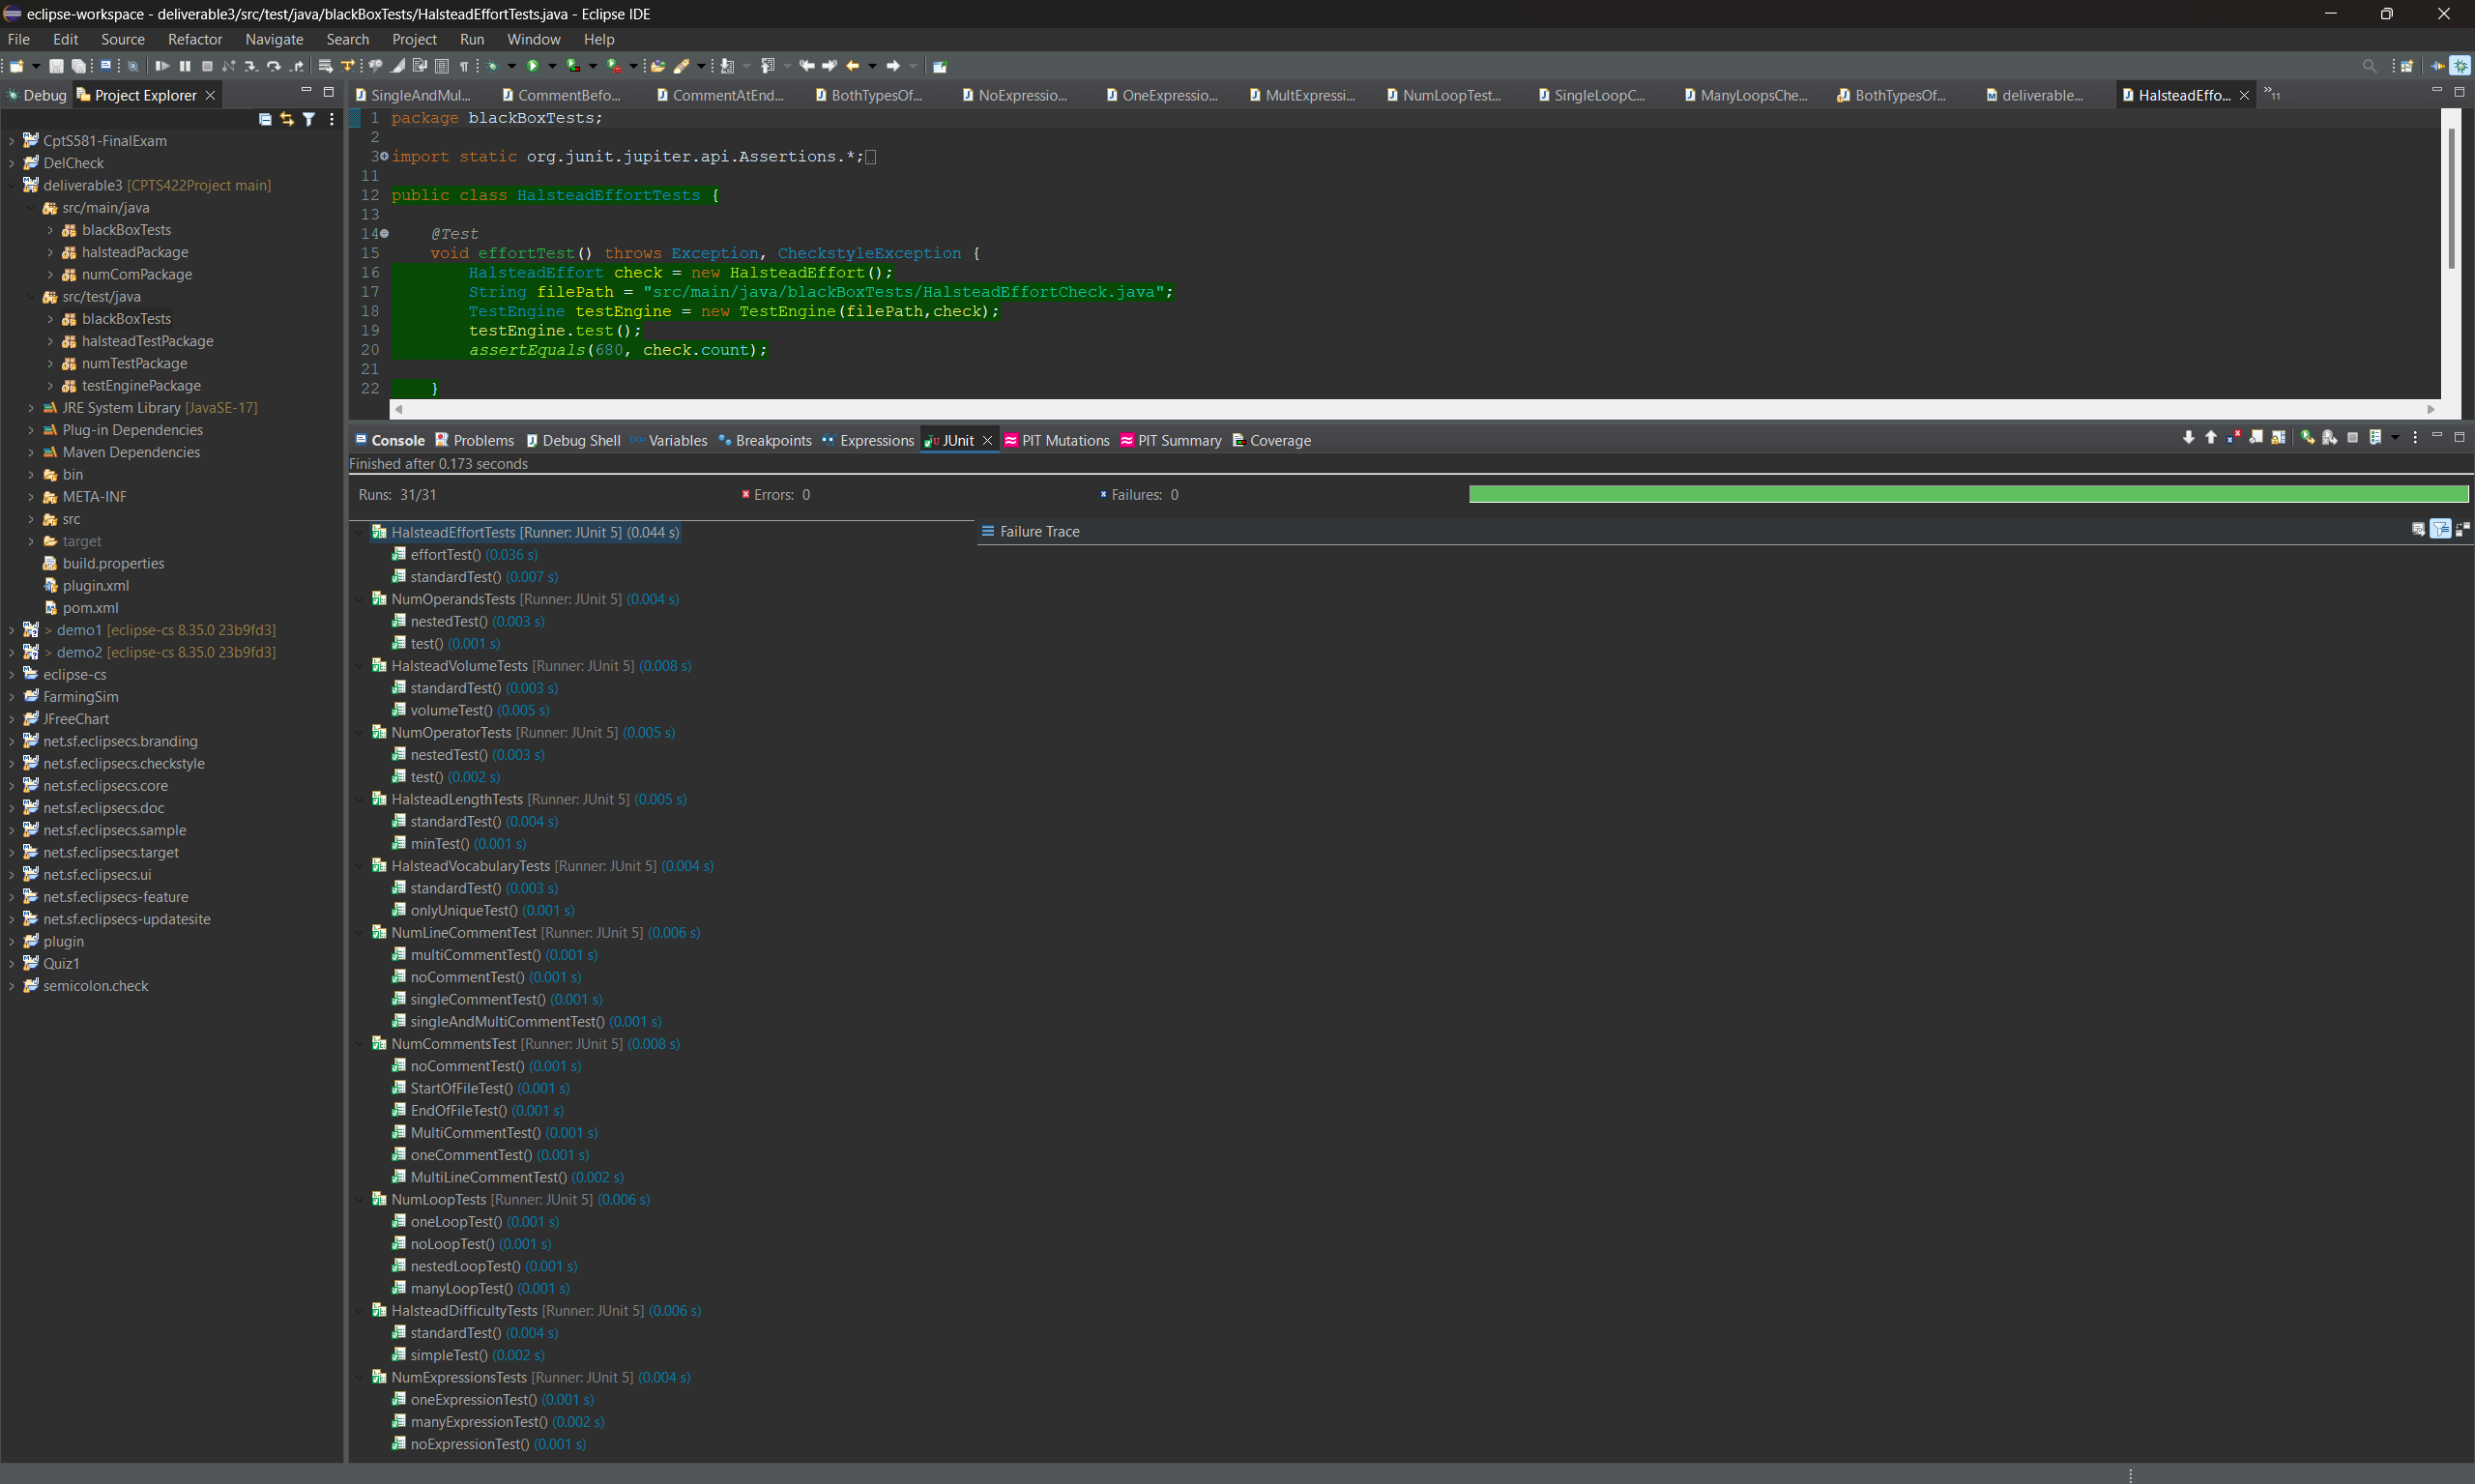 eclipse-workspace - deliverable3/src/test/java/blackBoxTests/HalsteadEffortTests.java - Eclipse IDE
File Edit Source Refactor Navigate Search Project Run Window Help
Debug Project Explorer
CptS581-FinalExam
DelCheck
deliverable3 [CPTS422Project main]
src/main/java
blackBoxTests
halsteadPackage
numComPackage
src/test/java
blackBoxTests
halsteadTestPackage
numTestPackage
testEnginePackage
JRE System Library [JavaSE-17]
Plug-in Dependencies
Maven Dependencies
bin
META-INF
src
target
build.properties
plugin.xml
pom.xml
> demo1 [eclipse-cs 8.35.0 23b9fd3]
> demo2 [eclipse-cs 8.35.0 23b9fd3]
eclipse-cs
FarmingSim
JFreeChart
net.sf.eclipsecs.branding
net.sf.eclipsecs.checkstyle
net.sf.eclipsecs.core
net.sf.eclipsecs.doc
net.sf.eclipsecs.sample
net.sf.eclipsecs.target
net.sf.eclipsecs.ui
net.sf.eclipsecs-feature
net.sf.eclipsecs-updatesite
plugin
Quiz1
semicolon.check
SingleAndMul... CommentBefo... CommentAtEnd... BothTypesOf... NoExpressio... OneExpressio... MultExpressi... NumLoopTest... SingleLoopC... ManyLoopsChe... BothTypesOf... deliverable... HalsteadEffo... »11
1 package blackBoxTests;
2
3 import static org.junit.jupiter.api.Assertions.*;
11
12 public class HalsteadEffortTests {
13
14 @Test
15 void effortTest() throws Exception, CheckstyleException {
16 HalsteadEffort check = new HalsteadEffort();
17 String filePath = "src/main/java/blackBoxTests/HalsteadEffortCheck.java";
18 TestEngine testEngine = new TestEngine(filePath,check);
19 testEngine.test();
20 assertEquals(680, check.count);
21
22 }
Console Problems Debug Shell Variables Breakpoints Expressions JUnit PIT Mutations PIT Summary Coverage
Finished after 0.173 seconds
Runs: 31/31 Errors: 0 Failures: 0
Failure Trace
HalsteadEffortTests [Runner: JUnit 5] (0.044 s)
effortTest() (0.036 s)
standardTest() (0.007 s)
NumOperandsTests [Runner: JUnit 5] (0.004 s)
nestedTest() (0.003 s)
test() (0.001 s)
HalsteadVolumeTests [Runner: JUnit 5] (0.008 s)
standardTest() (0.003 s)
volumeTest() (0.005 s)
NumOperatorTests [Runner: JUnit 5] (0.005 s)
nestedTest() (0.003 s)
test() (0.002 s)
HalsteadLengthTests [Runner: JUnit 5] (0.005 s)
standardTest() (0.004 s)
minTest() (0.001 s)
HalsteadVocabularyTests [Runner: JUnit 5] (0.004 s)
standardTest() (0.003 s)
onlyUniqueTest() (0.001 s)
NumLineCommentTest [Runner: JUnit 5] (0.006 s)
multiCommentTest() (0.001 s)
noCommentTest() (0.001 s)
singleCommentTest() (0.001 s)
singleAndMultiCommentTest() (0.001 s)
NumCommentsTest [Runner: JUnit 5] (0.008 s)
noCommentTest() (0.001 s)
StartOfFileTest() (0.001 s)
EndOfFileTest() (0.001 s)
MultiCommentTest() (0.001 s)
oneCommentTest() (0.001 s)
MultiLineCommentTest() (0.002 s)
NumLoopTests [Runner: JUnit 5] (0.006 s)
oneLoopTest() (0.001 s)
noLoopTest() (0.001 s)
nestedLoopTest() (0.001 s)
manyLoopTest() (0.001 s)
HalsteadDifficultyTests [Runner: JUnit 5] (0.006 s)
standardTest() (0.004 s)
simpleTest() (0.002 s)
NumExpressionsTests [Runner: JUnit 5] (0.004 s)
oneExpressionTest() (0.001 s)
manyExpressionTest() (0.002 s)
noExpressionTest() (0.001 s)